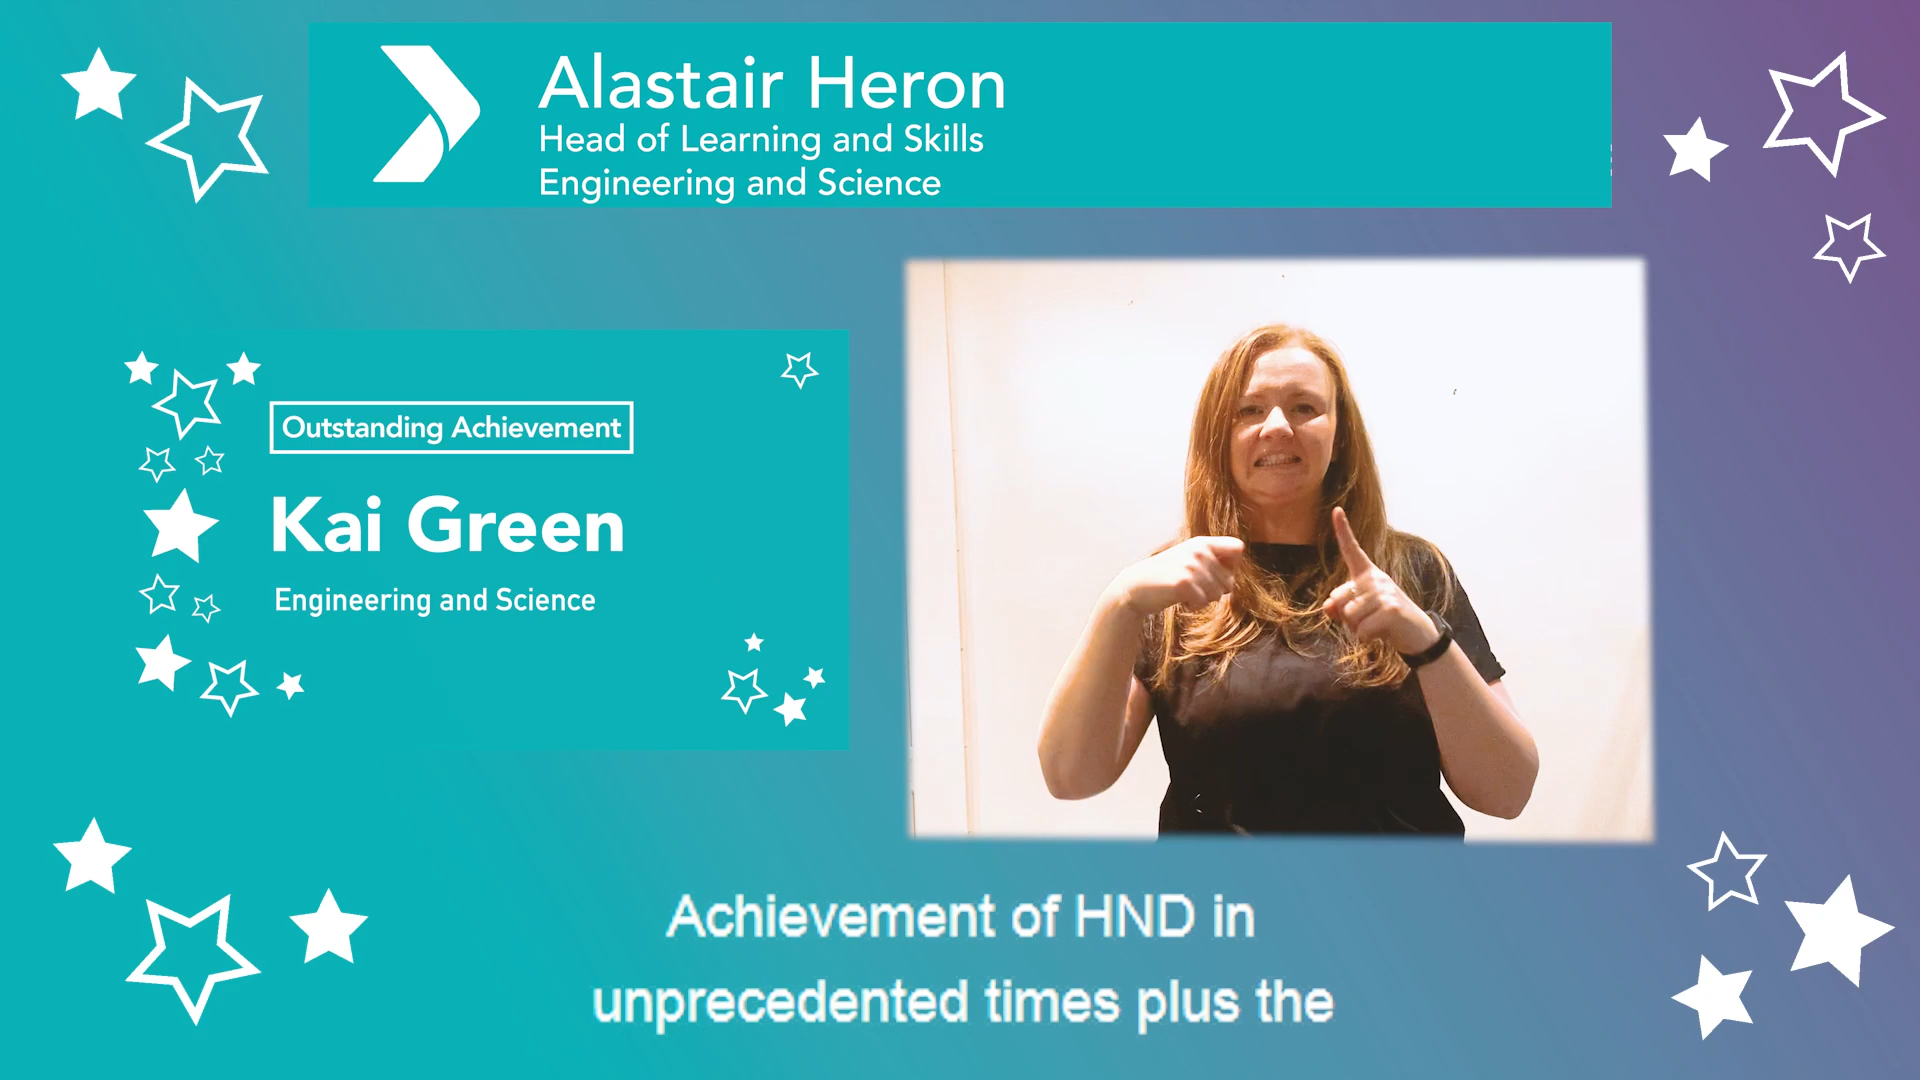 Alastair Heron
Head of Learning and Skills
Engineering and Science
Outstanding Achievement
Kai Green
Engineering and Science
Achievement of HND in
unprecedented times plus the